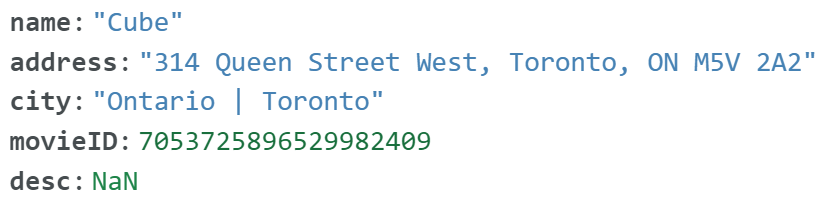 name: "Cube"
address: "314 Queen Street West, Toronto, ON M5V 2A2"
city: "Ontario | Toronto"
movieID: 7053725896529982409
desc: NaN